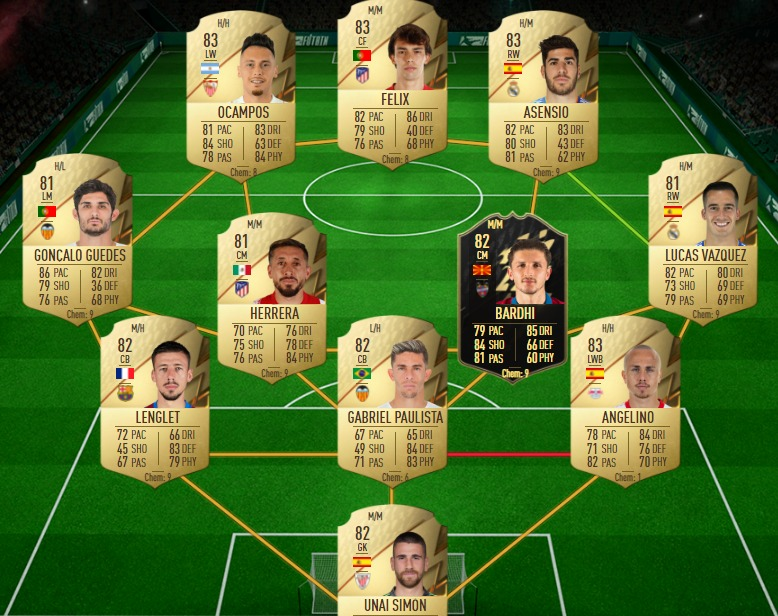 H/H
83
LW
OCAMPOS
81 PAC 83 DRI
84 SHO 63 DEF
78 PAS 84 PHY
Chem: 8
M/M
83
CF
FELIX
82 PAC 86 DRI
79 SHO 40 DEF
76 PAS 68 PHY
Chem: 8
M/M
83
RW
ASENSIO
82 PAC 83 DRI
80 SHO 43 DEF
81 PAS 62 PHY
Chem: 9
H/L
81
LM
GONCALO GUEDES
86 PAC 82 DRI
79 SHO 36 DEF
76 PAS 68 PHY
Chem: 9
M/M
81
CM
HERRERA
70 PAC 76 DRI
75 SHO 78 DEF
76 PAS 84 PHY
Chem: 9
M/M
82
CM
BARDHI
79 PAC 85 DRI
84 SHO 66 DEF
81 PAS 60 PHY
Chem: 9
H/M
81
RW
LUCAS VAZQUEZ
82 PAC 80 DRI
73 SHO 69 DEF
79 PAS 69 PHY
Chem: 9
M/H
82
CB
LENGLET
72 PAC 66 DRI
45 SHO 83 DEF
67 PAS 79 PHY
Chem: 9
L/H
82
CB
GABRIEL PAULISTA
67 PAC 65 DRI
49 SHO 84 DEF
71 PAS 83 PHY
Chem: 6
H/H
83
LWB
ANGELINO
78 PAC 84 DRI
71 SHO 76 DEF
82 PAS 70 PHY
Chem: 1
M/M
82
GK
UNAI SIMON